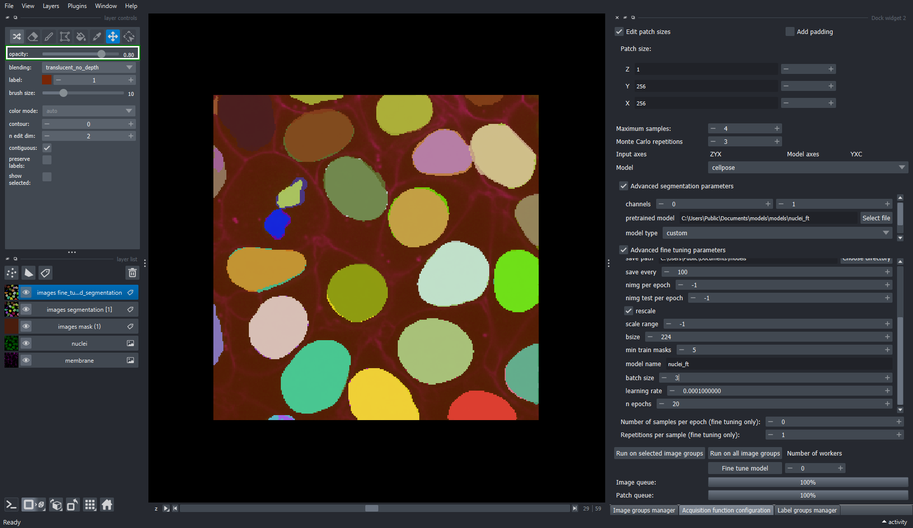 File View Layers Plugins Window Help
layer controls
opacity: 0.80
blending: translucent_no_depth
label: 1
brush size: 10
color mode: auto
contour: 0
n edit dim: 2
contiguous:
preserve labels:
show selected:
layer list
images fine_tu...d_segmentation
images segmentation [1]
images mask (1)
nuclei
membrane
Ready
z 29 59
Dock widget 2
Edit patch sizes Add padding
Patch size:
Z 1
Y 256
X 256
Maximum samples: 4
Monte Carlo repetitions 3
Input axes ZYX Model axes YXC
Model cellpose
Advanced segmentation parameters
channels 0 1
pretrained model C:\Users\Public\Documents\models\models\nuclei_ft Select file
model type custom
Advanced fine tuning parameters
save path C:\Users\Public\Documents\models Choose directory
save every 100
nimg per epoch -1
nimg test per epoch -1
rescale
scale range -1
bsize 224
min train masks 5
model name nuclei_ft
batch size 3
learning rate 0.0001000000
n epochs 20
Number of samples per epoch (fine tuning only): 0
Repetitions per sample (fine tuning only): 1
Run on selected image groups Run on all image groups Number of workers
Fine tune model 0
Image queue: 100%
Patch queue: 100%
Image groups manager Acquisition function configuration Label groups manager
activity